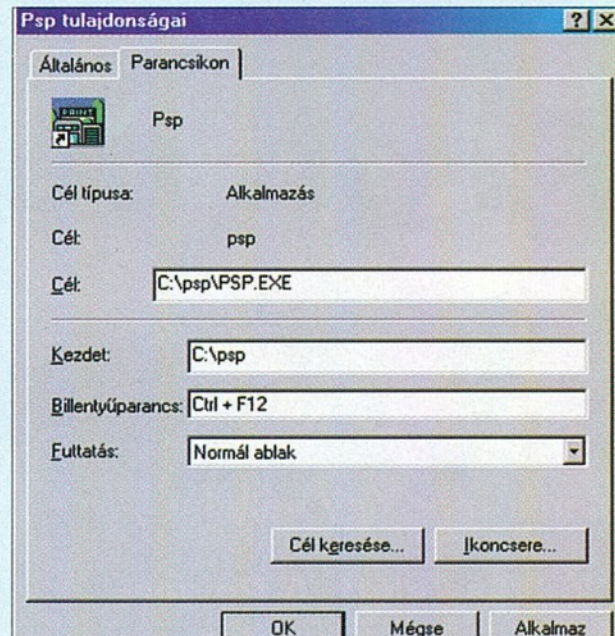 Psp tulajdonságai
Általános Parancsikon
PRINT
Psp
Cél típusa: Alkalmazás
Cél: psp
Cél: C:\psp\PSP.EXE
Kezdet: C:\psp
Billentyűparancs: Ctrl + F12
Futtatás: Normál ablak
Cél keresése... Ikoncsere...
OK Mégse Alkalmaz